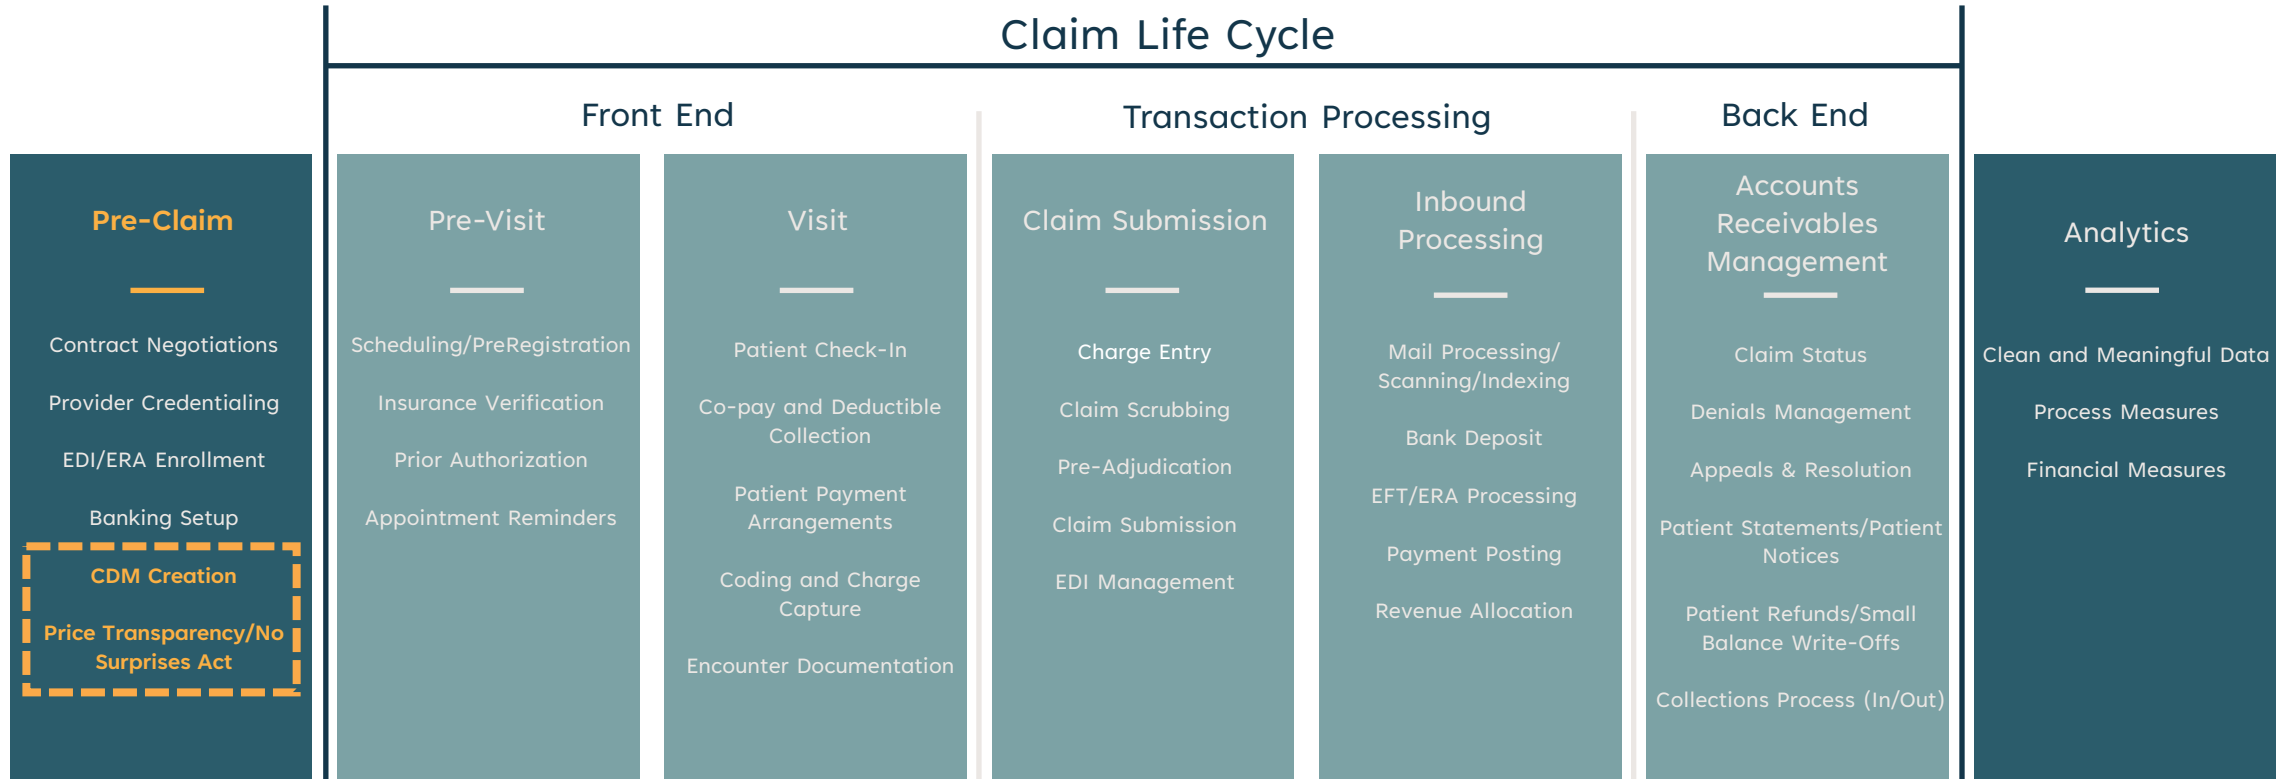 Claim Life Cycle
Front End
Transaction Processing
Back End
Pre-Claim
Contract Negotiations
Provider Credentialing
EDI/ERA Enrollment
Banking Setup
CDM Creation
Price Transparency/No
Surprises Act
Pre-Visit
Scheduling/PreRegistration
Insurance Verification
Prior Authorization
Appointment Reminders
Visit
Patient Check-In
Co-pay and Deductible
Collection
Patient Payment
Arrangements
Coding and Charge
Capture
Encounter Documentation
Claim Submission
Charge Entry
Claim Scrubbing
Pre-Adjudication
Claim Submission
EDI Management
Inbound
Processing
Mail Processing/
Scanning/Indexing
Bank Deposit
EFT/ERA Processing
Payment Posting
Revenue Allocation
Accounts
Receivables
Management
Claim Status
Denials Management
Appeals & Resolution
Patient Statements/Patient
Notices
Patient Refunds/Small
Balance Write-Offs
Collections Process (In/Out)
Analytics
Clean and Meaningful Data
Process Measures
Financial Measures